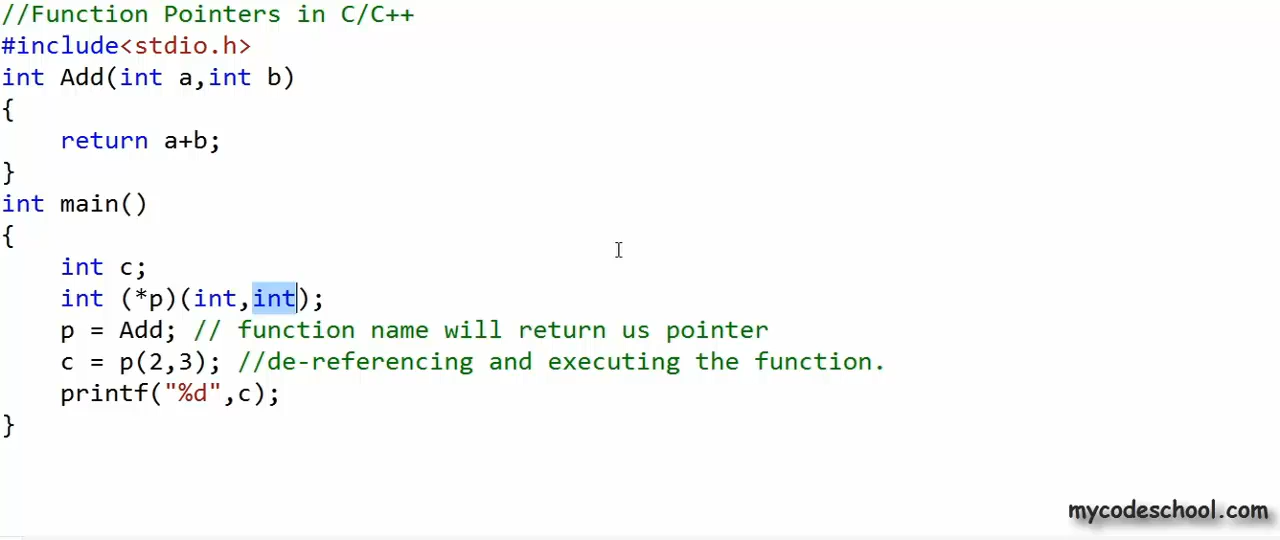 //Function Pointers in C/C++
#include<stdio.h>
int Add(int a,int b)
{
    return a+b;
}
int main()
{
    int c;
    int (*p)(int,int);
    p = Add; // function name will return us pointer
    c = p(2,3); //de-referencing and executing the function.
    printf("%d",c);
}
mycodeschool.com